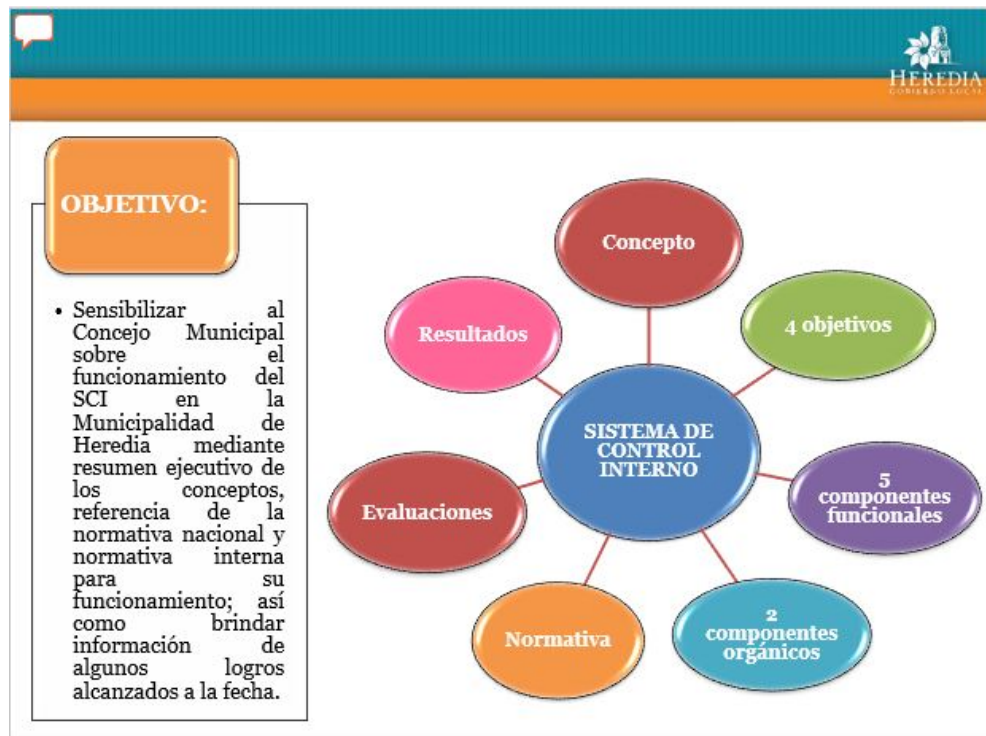 HEREDIA
GOBIERNO LOCAL
OBJETIVO:
• Sensibilizar al
Concejo Municipal
sobre el
funcionamiento del
SCI en la
Municipalidad de
Heredia mediante
resumen ejecutivo de
los conceptos,
referencia de la
normativa nacional y
normativa interna
para su
funcionamiento; así
como brindar
información de
algunos logros
alcanzados a la fecha.
Concepto
4 objetivos
5
componentes
funcionales
2
componentes
orgánicos
Normativa
Evaluaciones
Resultados
SISTEMA DE
CONTROL
INTERNO